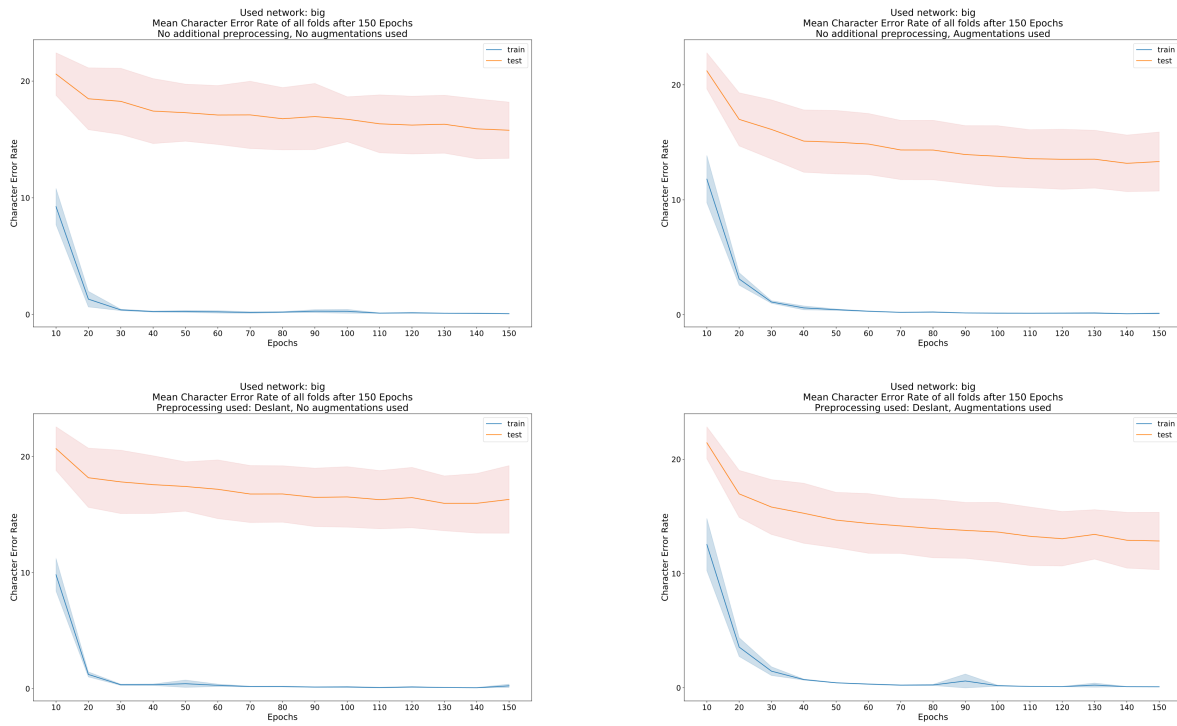 Used network: big
Mean Character Error Rate of all folds after 150 Epochs
No additional preprocessing, No augmentations used
train
test
20
10
0
Character Error Rate
10 20 30 40 50 60 70 80 90 100 110 120 130 140 150
Epochs
Used network: big
Mean Character Error Rate of all folds after 150 Epochs
No additional preprocessing, Augmentations used
train
test
20
10
0
Character Error Rate
10 20 30 40 50 60 70 80 90 100 110 120 130 140 150
Epochs
Used network: big
Mean Character Error Rate of all folds after 150 Epochs
Preprocessing used: Deslant, No augmentations used
train
test
20
10
0
Character Error Rate
10 20 30 40 50 60 70 80 90 100 110 120 130 140 150
Epochs
Used network: big
Mean Character Error Rate of all folds after 150 Epochs
Preprocessing used: Deslant, Augmentations used
train
test
20
10
0
Character Error Rate
10 20 30 40 50 60 70 80 90 100 110 120 130 140 150
Epochs